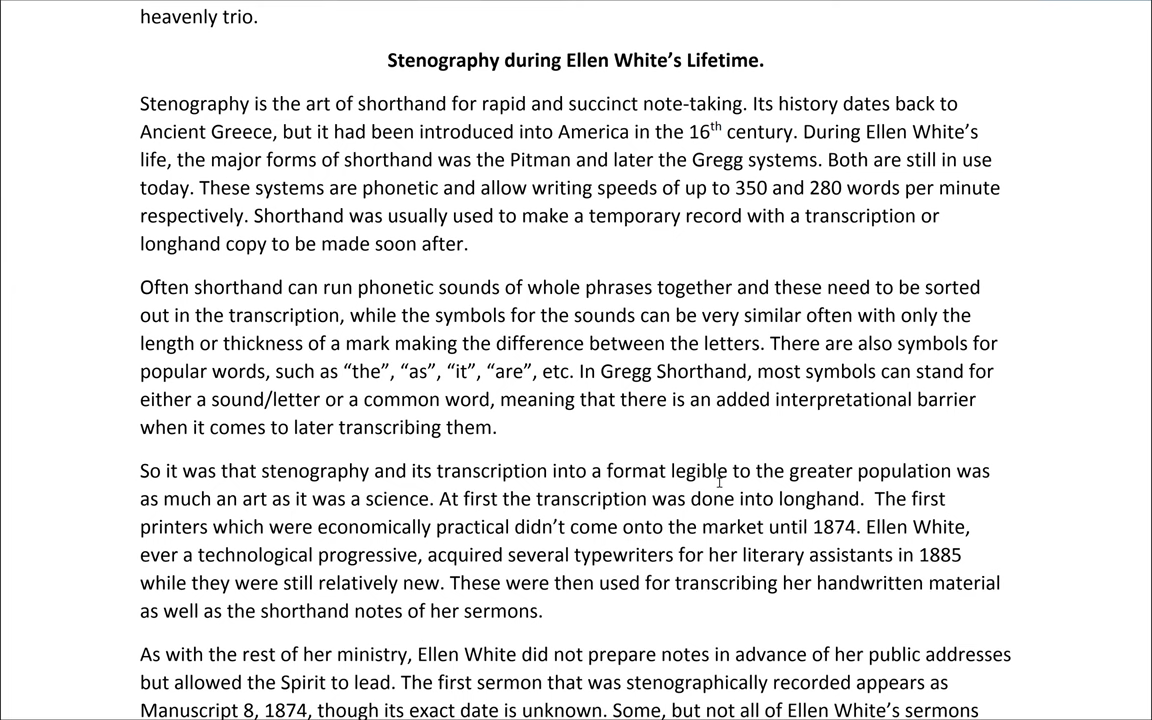 heavenly trio.
Stenography during Ellen White’s Lifetime.
Stenography is the art of shorthand for rapid and succinct note-taking. Its history dates back to
Ancient Greece, but it had been introduced into America in the 16th century. During Ellen White’s
life, the major forms of shorthand was the Pitman and later the Gregg systems. Both are still in use
today. These systems are phonetic and allow writing speeds of up to 350 and 280 words per minute
respectively. Shorthand was usually used to make a temporary record with a transcription or
longhand copy to be made soon after.
Often shorthand can run phonetic sounds of whole phrases together and these need to be sorted
out in the transcription, while the symbols for the sounds can be very similar often with only the
length or thickness of a mark making the difference between the letters. There are also symbols for
popular words, such as “the”, “as”, “it”, “are”, etc. In Gregg Shorthand, most symbols can stand for
either a sound/letter or a common word, meaning that there is an added interpretational barrier
when it comes to later transcribing them.
So it was that stenography and its transcription into a format legible to the greater population was
as much an art as it was a science. At first the transcription was done into longhand.  The first
printers which were economically practical didn’t come onto the market until 1874. Ellen White,
ever a technological progressive, acquired several typewriters for her literary assistants in 1885
while they were still relatively new. These were then used for transcribing her handwritten material
as well as the shorthand notes of her sermons.
As with the rest of her ministry, Ellen White did not prepare notes in advance of her public addresses
but allowed the Spirit to lead. The first sermon that was stenographically recorded appears as
Manuscript 8, 1874, though its exact date is unknown. Some, but not all of Ellen White’s sermons